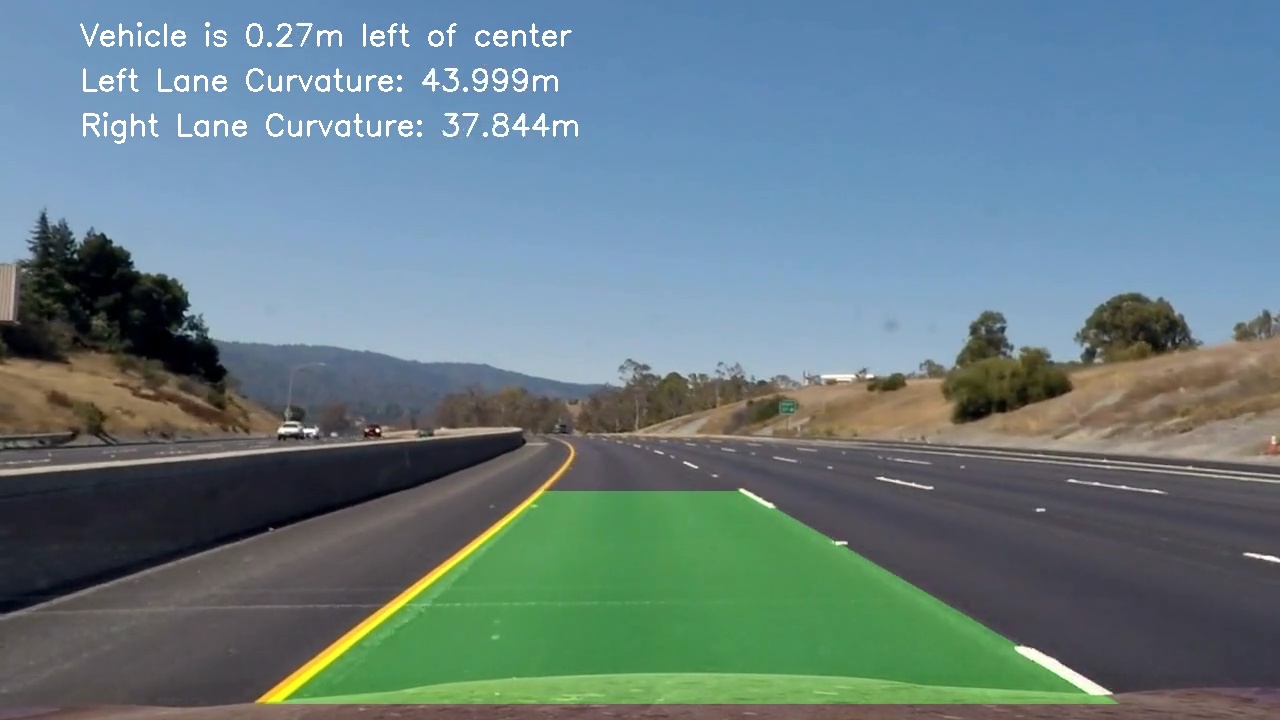 Vehicle is 0.27m left of center
Left Lane Curvature: 43.999m
Right Lane Curvature: 37.844m